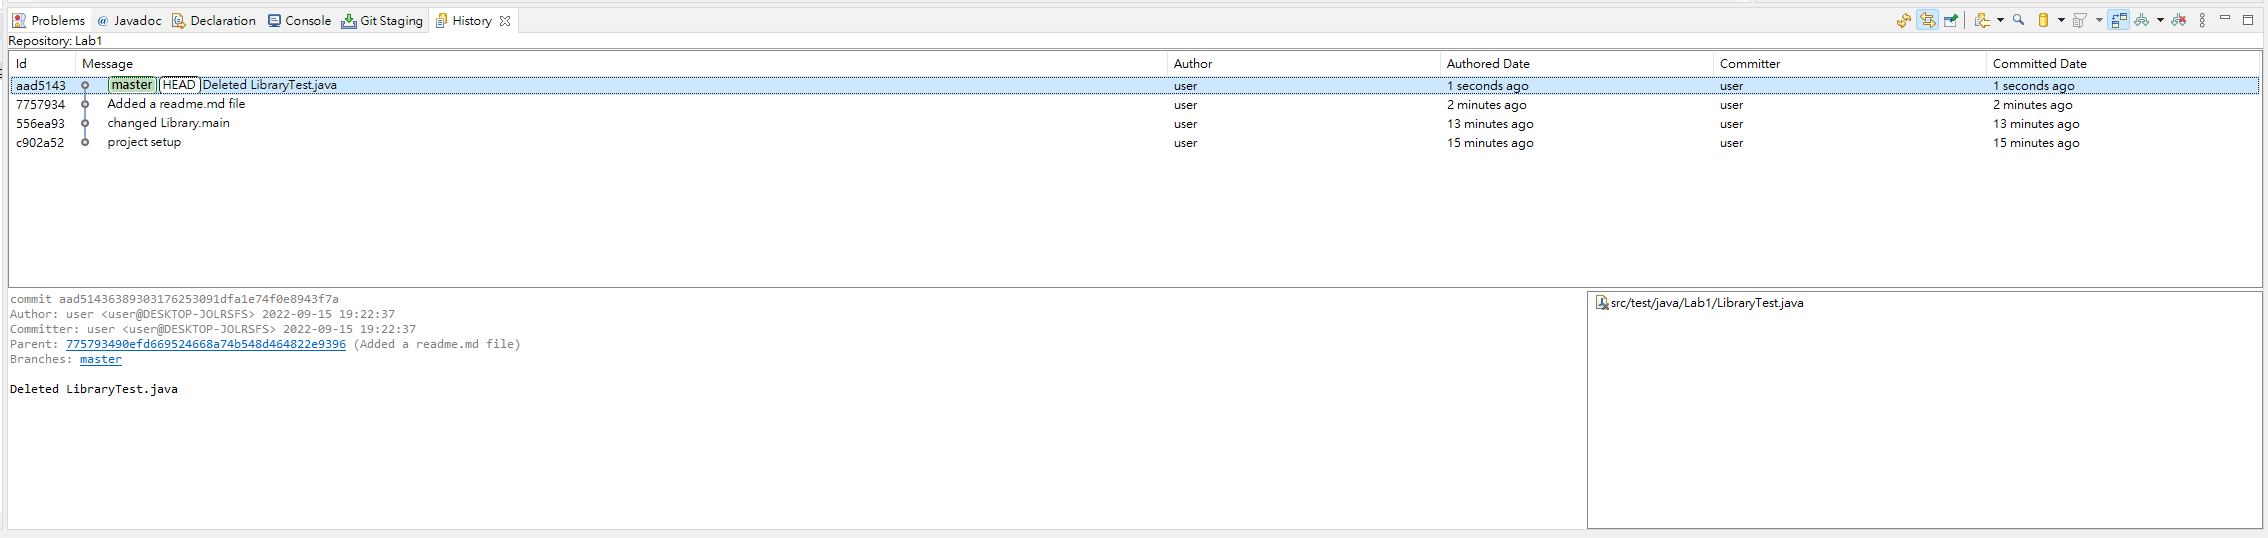 Problems @ Javadoc Declaration Console Git Staging History
Repository: Lab1
Id Message Author Authored Date Committer Committed Date
aad5143 master HEAD Deleted LibraryTest.java user 1 seconds ago user 1 seconds ago
7757934 Added a readme.md file user 2 minutes ago user 2 minutes ago
556ea93 changed Library.main user 13 minutes ago user 13 minutes ago
c902a52 project setup user 15 minutes ago user 15 minutes ago
commit aad51436389303176253091dfa1e74f0e8943f7a
Author: user <user@DESKTOP-JOLRSFS> 2022-09-15 19:22:37
Committer: user <user@DESKTOP-JOLRSFS> 2022-09-15 19:22:37
Parent: 775793490efd669524668a74b548d464822e9396 (Added a readme.md file)
Branches: master
Deleted LibraryTest.java
src/test/java/Lab1/LibraryTest.java